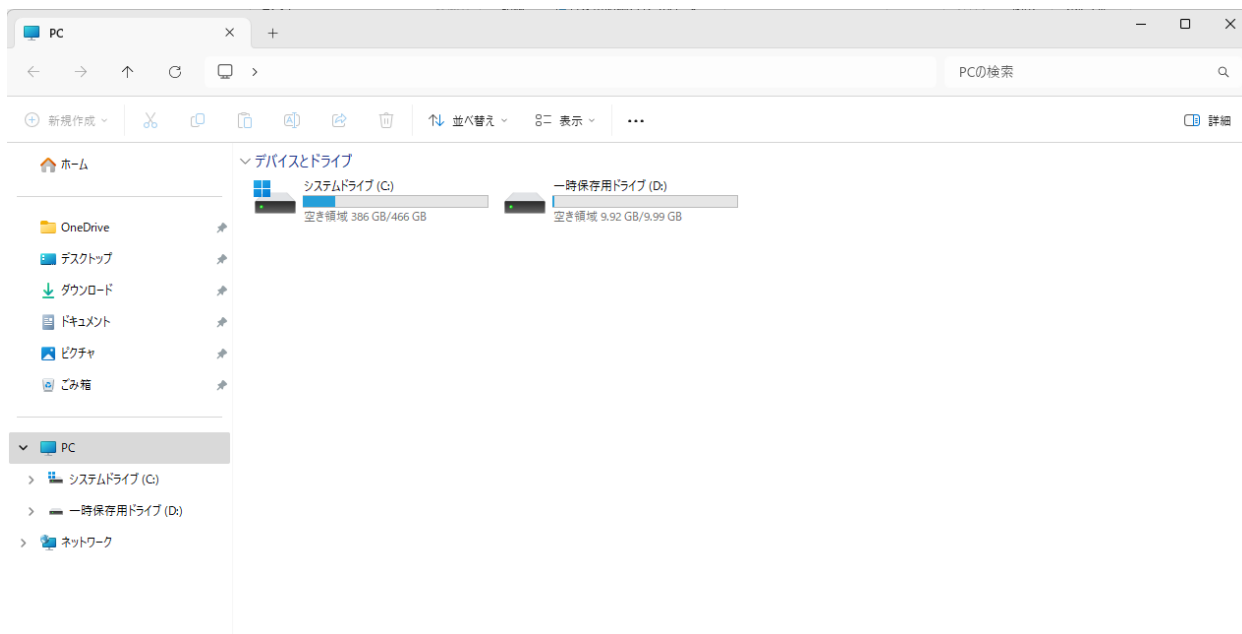 PC
PCの検索
新規作成
並べ替え
表示
詳細
ホーム
OneDrive
デスクトップ
ダウンロード
ドキュメント
ピクチャ
ごみ箱
PC
システムドライブ (C:)
一時保存用ドライブ (D:)
ネットワーク
デバイスとドライブ
システムドライブ (C:)
空き領域 386 GB/466 GB
一時保存用ドライブ (D:)
空き領域 9.92 GB/9.99 GB